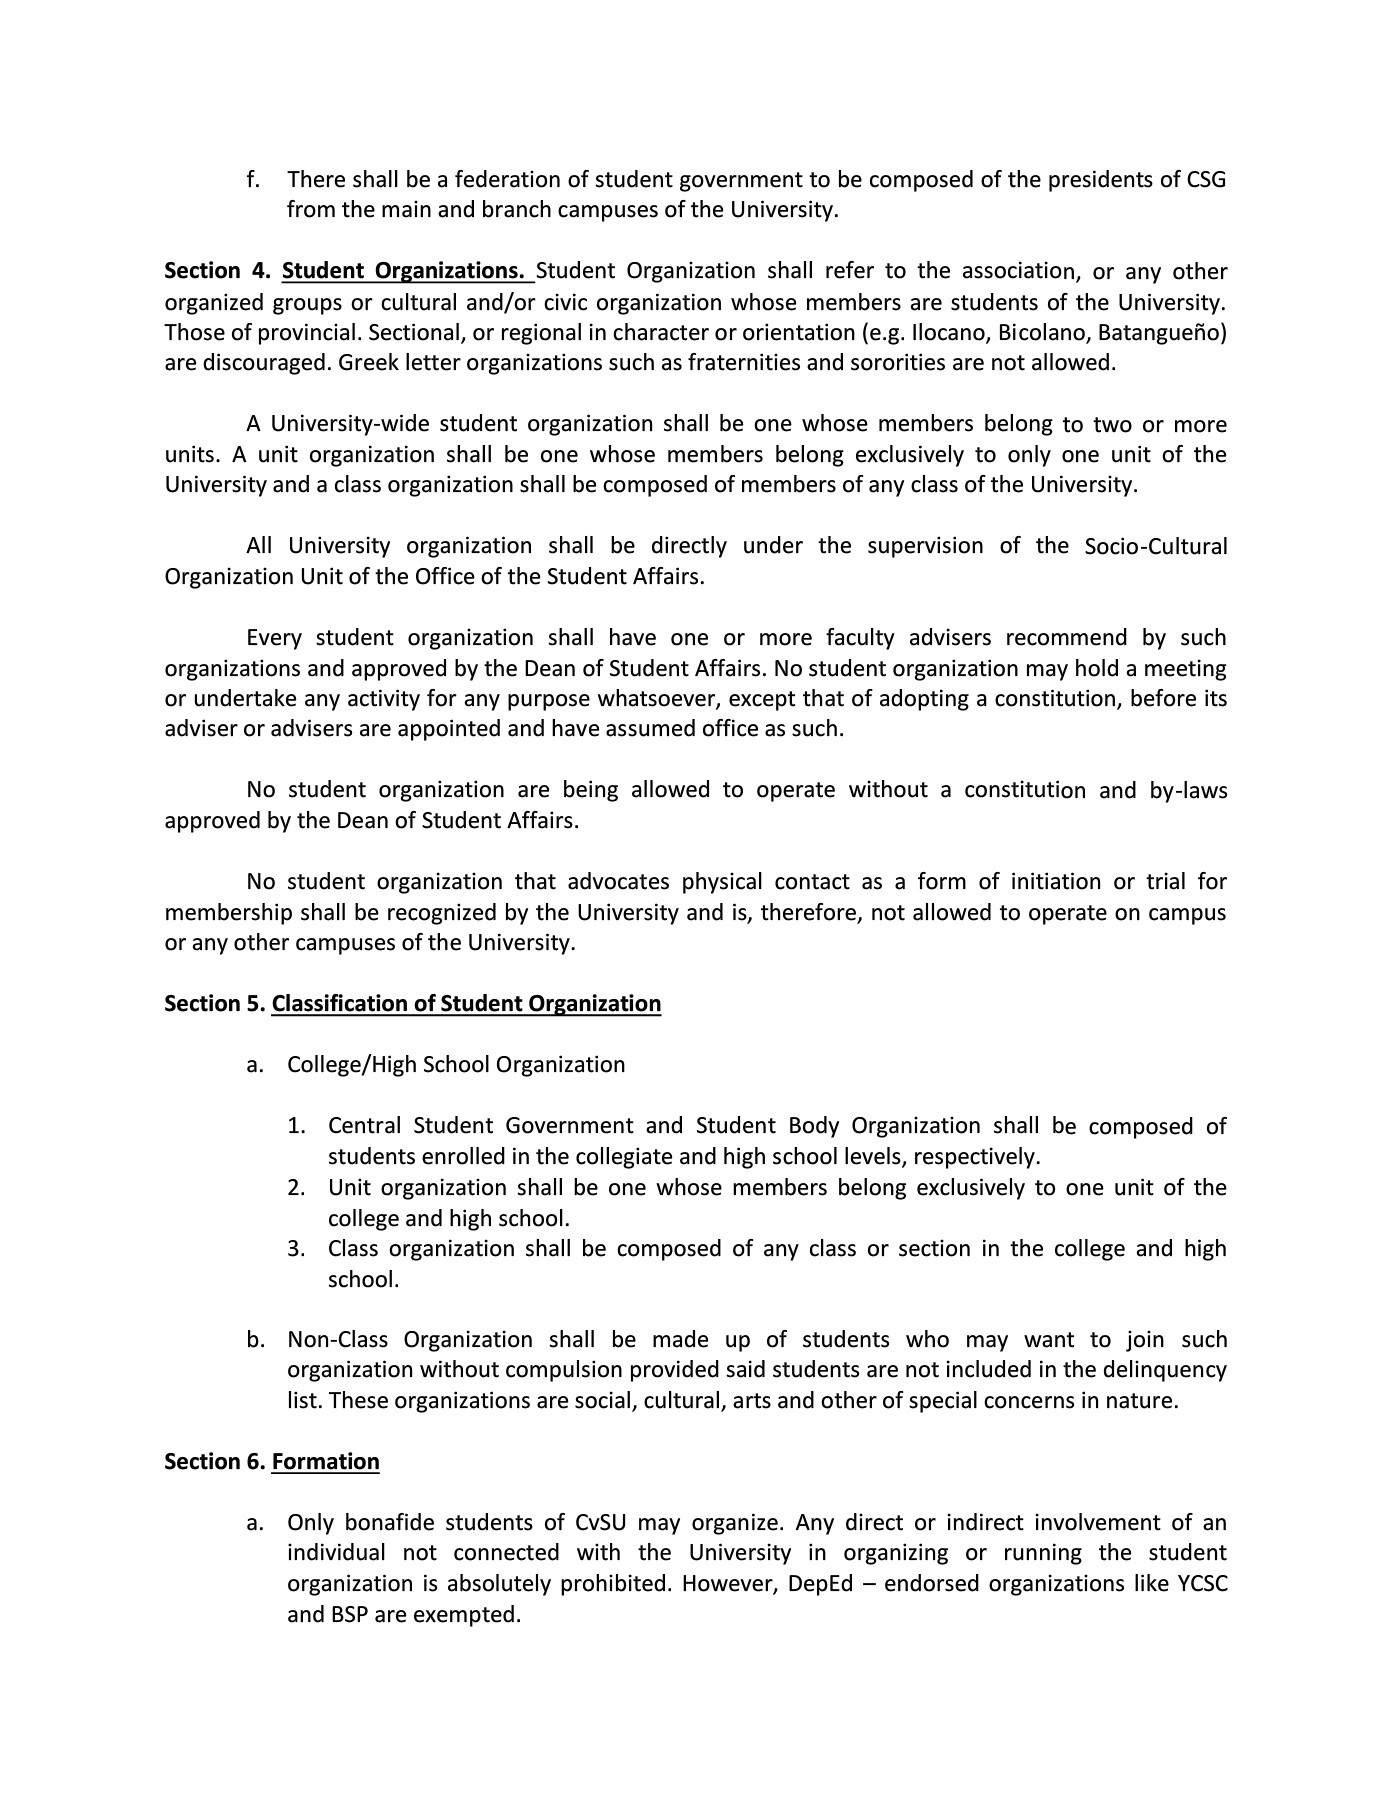 f. There shall be a federation of student government to be composed of the presidents of CSG
from the main and branch campuses of the University.
Section 4. Student Organizations. Student Organization shall refer to the association, or any other
organized groups or cultural and/or civic organization whose members are students of the University.
Those of provincial. Sectional, or regional in character or orientation (e.g. Ilocano, Bicolano, Batangueño)
are discouraged. Greek letter organizations such as fraternities and sororities are not allowed.
A University-wide student organization shall be one whose members belong to two or more
units. A unit organization shall be one whose members belong exclusively to only one unit of the
University and a class organization shall be composed of members of any class of the University.
All University organization shall be directly under the supervision of the Socio-Cultural
Organization Unit of the Office of the Student Affairs.
Every student organization shall have one or more faculty advisers recommend by such
organizations and approved by the Dean of Student Affairs. No student organization may hold a meeting
or undertake any activity for any purpose whatsoever, except that of adopting a constitution, before its
adviser or advisers are appointed and have assumed office as such.
No student organization are being allowed to operate without a constitution and by-laws
approved by the Dean of Student Affairs.
No student organization that advocates physical contact as a form of initiation or trial for
membership shall be recognized by the University and is, therefore, not allowed to operate on campus
or any other campuses of the University.
Section 5. Classification of Student Organization
a. College/High School Organization
1. Central Student Government and Student Body Organization shall be composed of
students enrolled in the collegiate and high school levels, respectively.
2. Unit organization shall be one whose members belong exclusively to one unit of the
college and high school.
3. Class organization shall be composed of any class or section in the college and high
school.
b. Non-Class Organization shall be made up of students who may want to join such
organization without compulsion provided said students are not included in the delinquency
list. These organizations are social, cultural, arts and other of special concerns in nature.
Section 6. Formation
a. Only bonafide students of CvSU may organize. Any direct or indirect involvement of an
individual not connected with the University in organizing or running the student
organization is absolutely prohibited. However, DepEd – endorsed organizations like YCSC
and BSP are exempted.